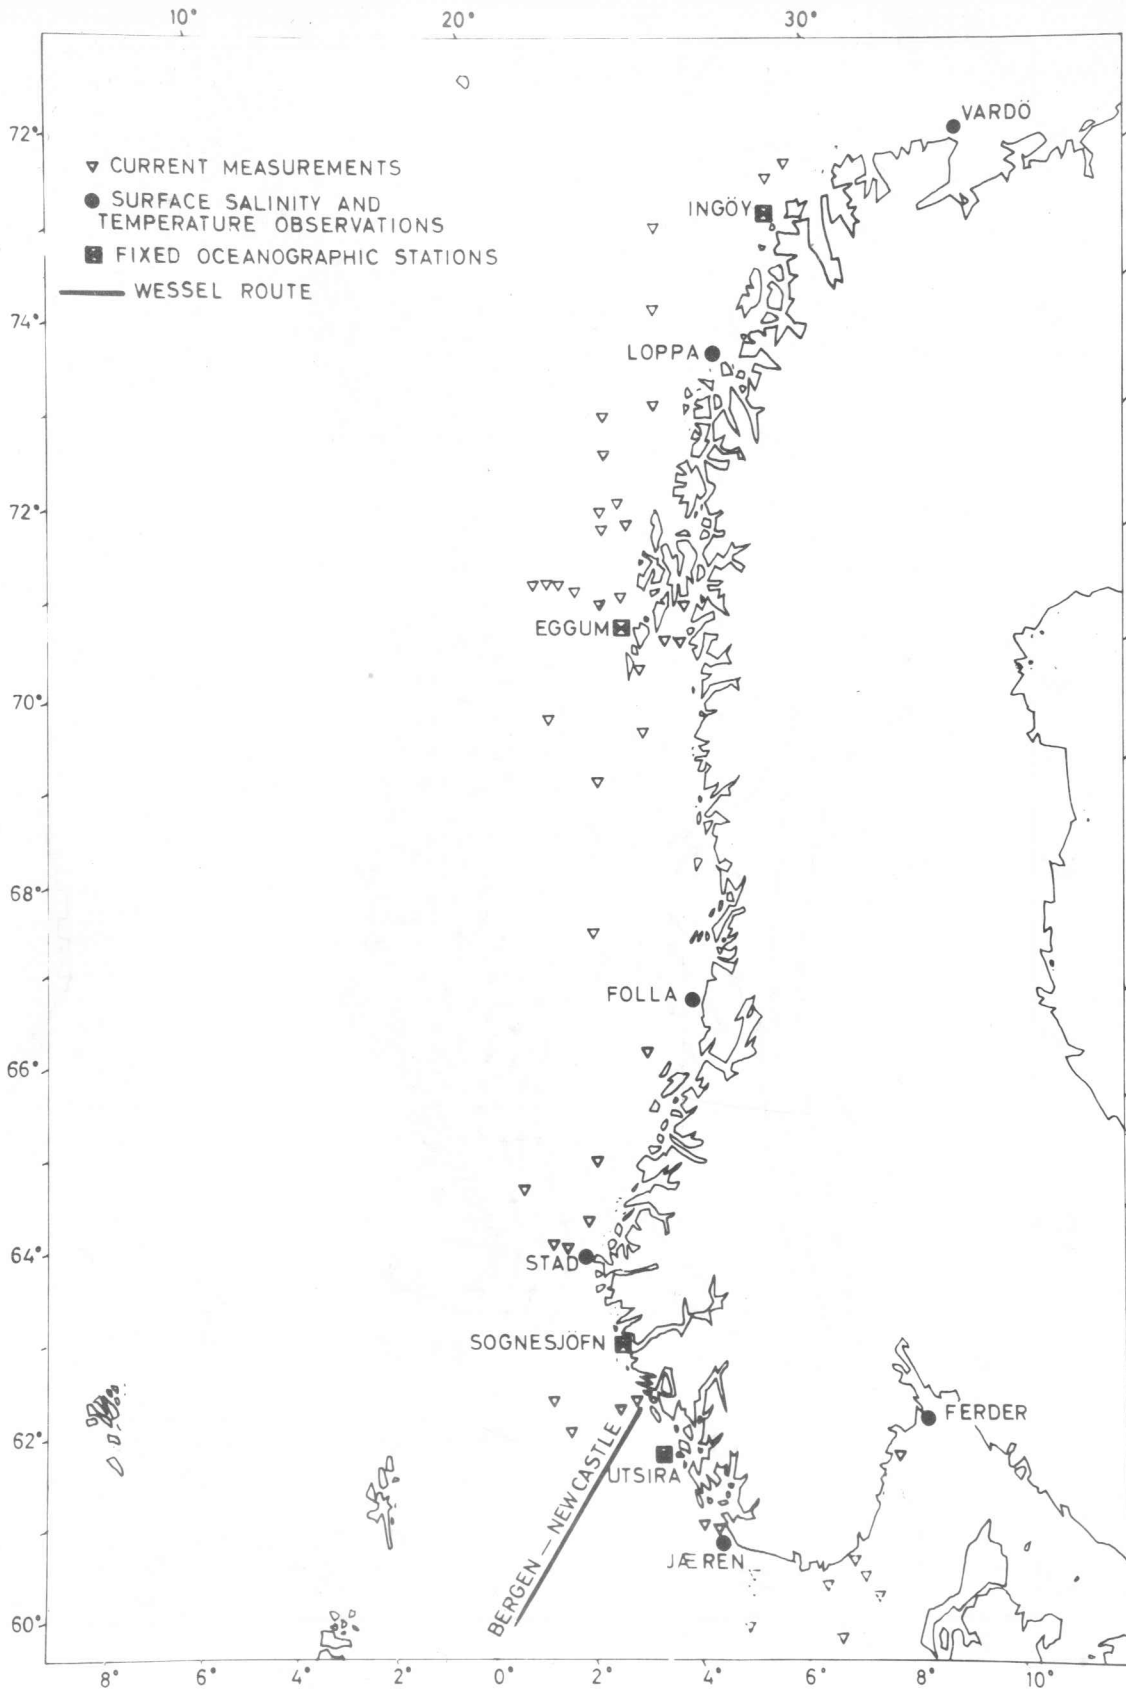 10°
20°
30°
VARDÖ
72°
▽ CURRENT MEASUREMENTS
● SURFACE SALINITY AND
TEMPERATURE OBSERVATIONS
INGÖY
FIXED OCEANOGRAPHIC STATIONS
WESSEL ROUTE
74°
LOPPA
72°
EGGUM
70°
68°
FOLLA
66°
64°
STAD
SOGNESJÖFN
FERDER
62°
UTSIRA
BERGEN — NEWCASTLE
JÆREN
60°
8°
6°
2°
0°
2°
4°
6°
8°
10°